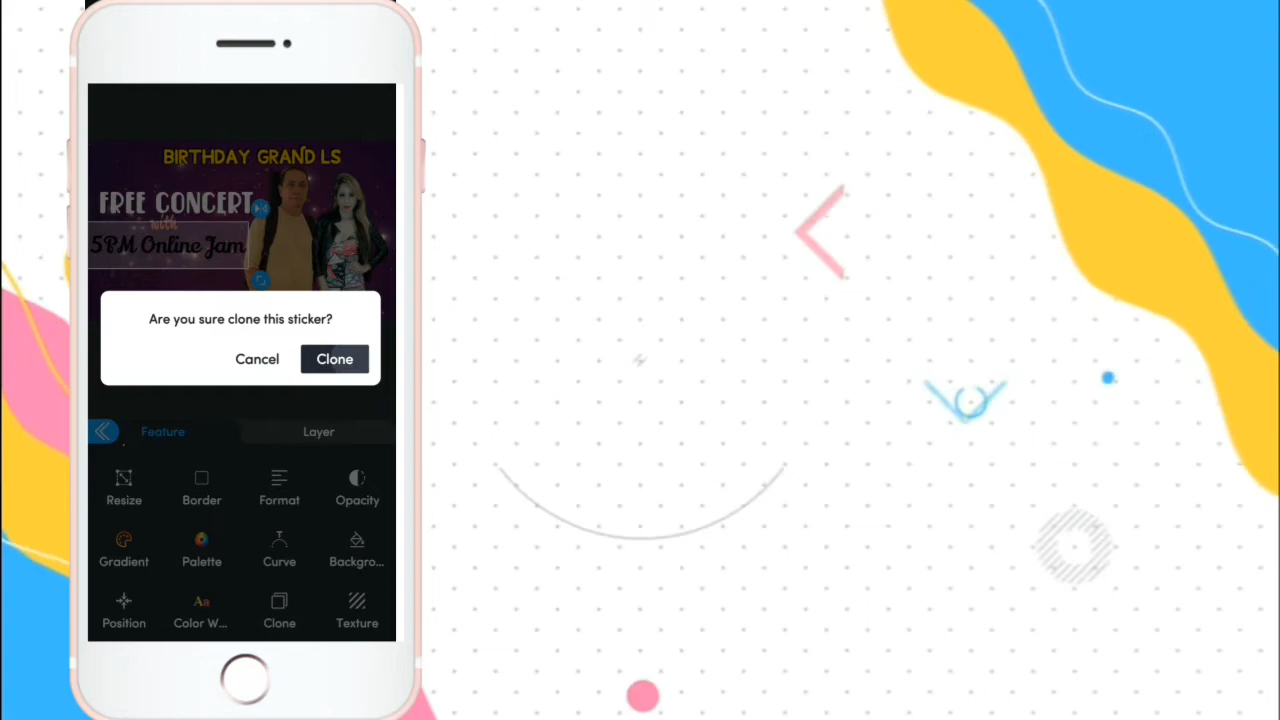 BIRTHDAY GRAND LS
FREE CONCERT
with
5PM Online Jam
Are you sure clone this sticker?
Cancel Clone
Feature Layer
Resize Border Format Opacity
Gradient Palette Curve Backgro...
Position Color W... Clone Texture